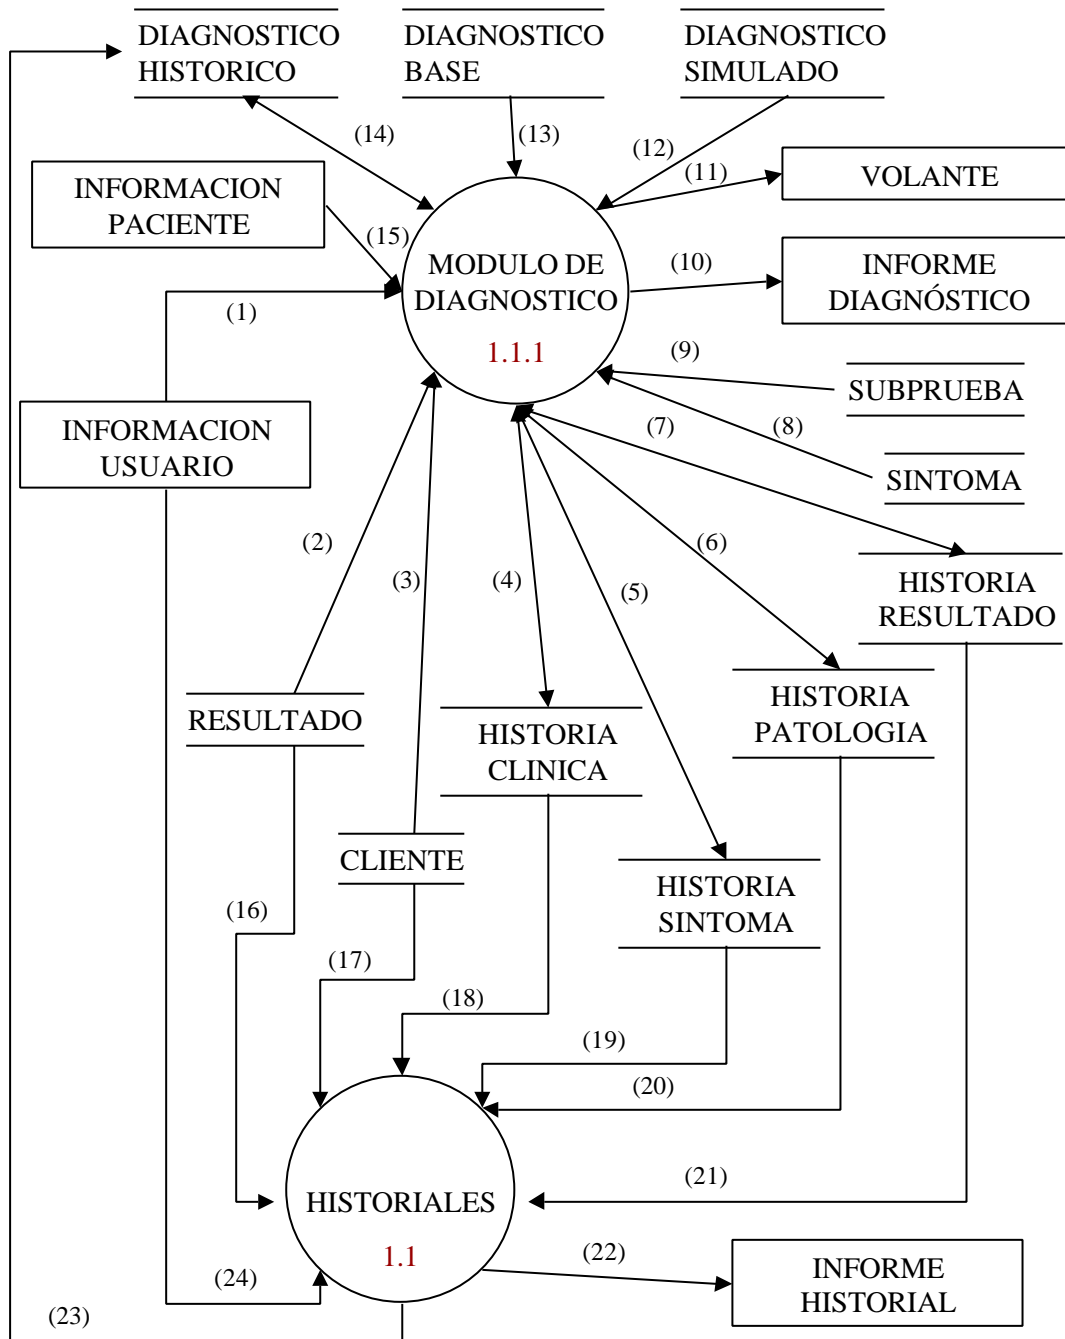 DIAGNOSTICO
HISTORICO
DIAGNOSTICO
BASE
DIAGNOSTICO
SIMULADO
(14)
(13)
(12)
(11)
VOLANTE
INFORMACION
PACIENTE
(15)
MODULO DE
DIAGNOSTICO
1.1.1
(10)
INFORME
DIAGNÓSTICO
(1)
(9)
SUBPRUEBA
INFORMACION
USUARIO
(7)
(8)
SINTOMA
(2)
(3)
(4)
(5)
(6)
HISTORIA
RESULTADO
RESULTADO
HISTORIA
CLINICA
HISTORIA
PATOLOGIA
CLIENTE
HISTORIA
SINTOMA
(16)
(17)
(18)
(19)
(20)
(21)
HISTORIALES
1.1
(22)
INFORME
HISTORIAL
(24)
(23)